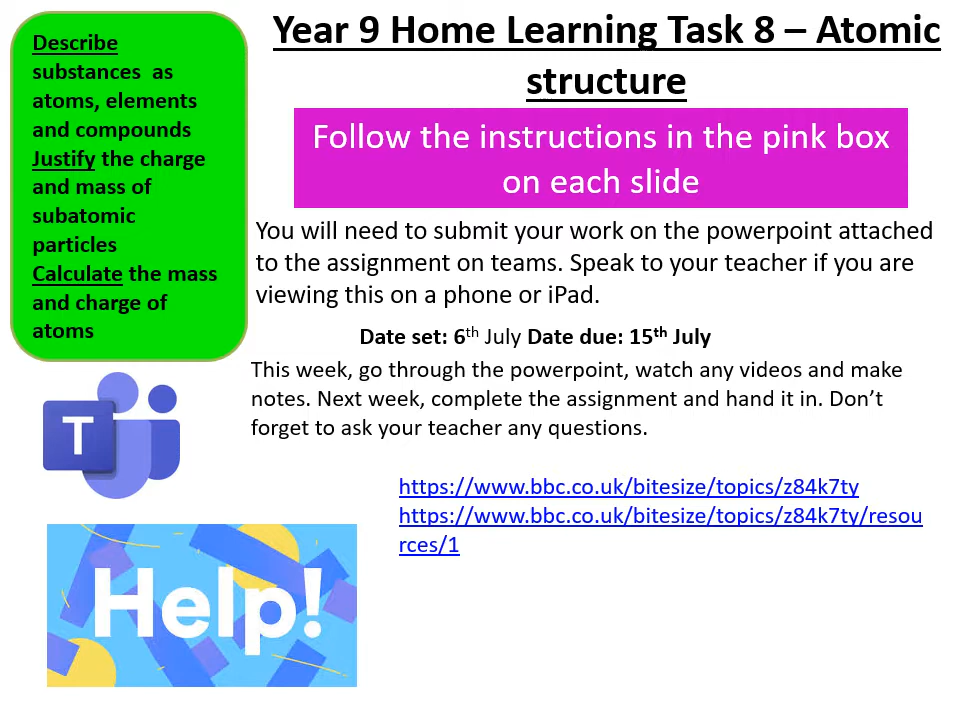 Year 9 Home Learning Task 8 – Atomic
structure
Describe
substances as
atoms, elements
and compounds
Justify the charge
and mass of
subatomic
particles
Calculate the mass
and charge of
atoms
Follow the instructions in the pink box
on each slide
You will need to submit your work on the powerpoint attached
to the assignment on teams. Speak to your teacher if you are
viewing this on a phone or iPad.
Date set: 6th July Date due: 15th July
This week, go through the powerpoint, watch any videos and make
notes. Next week, complete the assignment and hand it in. Don’t
forget to ask your teacher any questions.
T
https://www.bbc.co.uk/bitesize/topics/z84k7ty
https://www.bbc.co.uk/bitesize/topics/z84k7ty/resou
rces/1
Help!